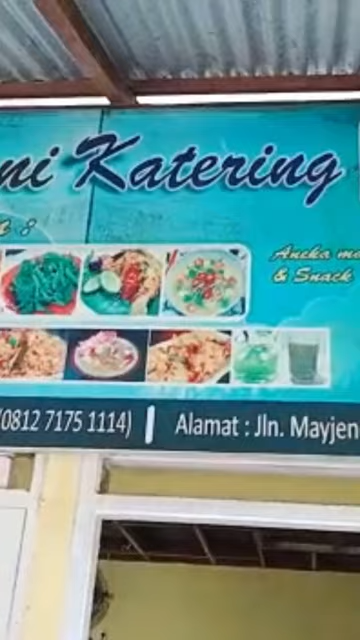 ni Katering
:
Aneka
& Snack
(0812 7175 1114) | Alamat : Jln. Mayjen